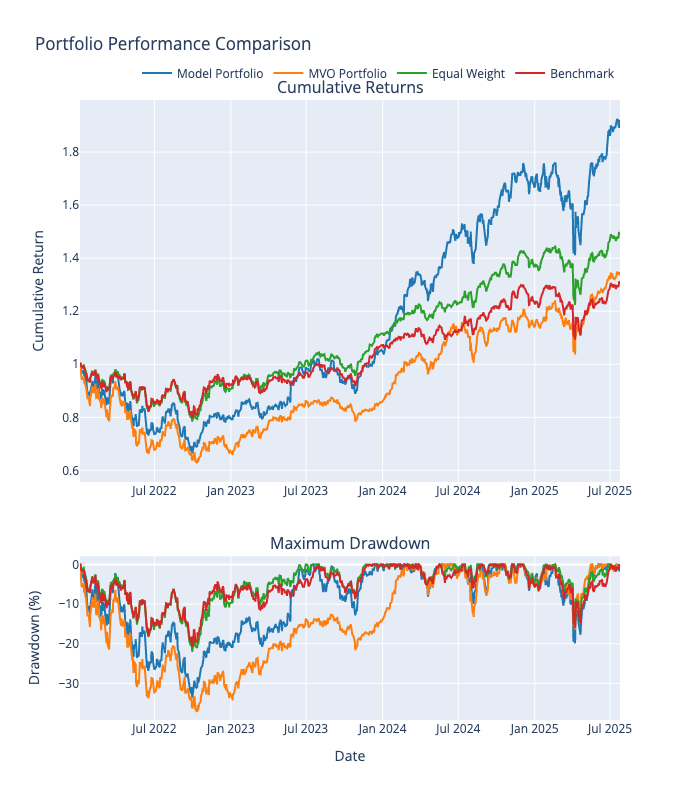 Portfolio Performance Comparison
Model Portfolio MVO Portfolio Equal Weight Benchmark
Cumulative Returns
Cumulative Return
1.8
1.6
1.4
1.2
1
0.8
0.6
Jul 2022 Jan 2023 Jul 2023 Jan 2024 Jul 2024 Jan 2025 Jul 2025
Maximum Drawdown
Drawdown (%)
0
−10
−20
−30
Jul 2022 Jan 2023 Jul 2023 Jan 2024 Jul 2024 Jan 2025 Jul 2025
Date